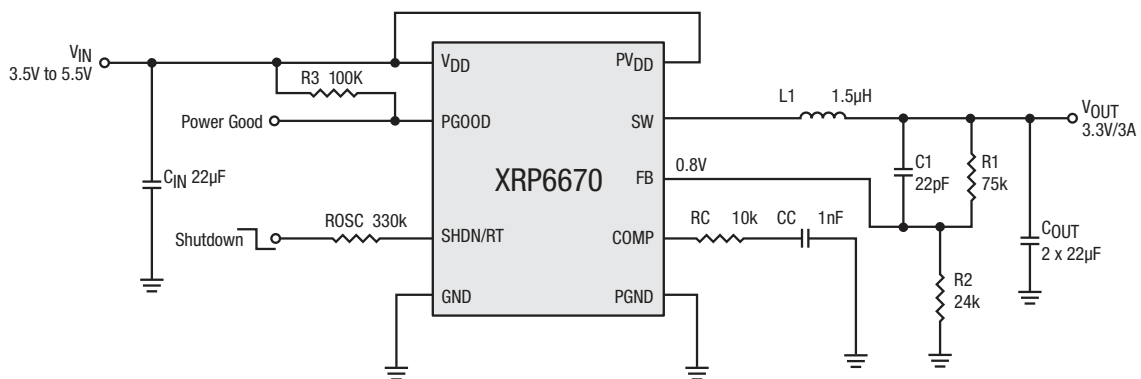 VIN
3.5V to 5.5V
R3 100K
Power Good
CIN 22µF
ROSC 330k
Shutdown
VDD
PVDD
PGOOD
SW
XRP6670
FB
SHDN/RT
COMP
GND
PGND
L1 1.5µH
0.8V
RC 10k CC 1nF
C1
22pF
R1
75k
R2
24k
VOUT
3.3V/3A
COUT
2 x 22µF